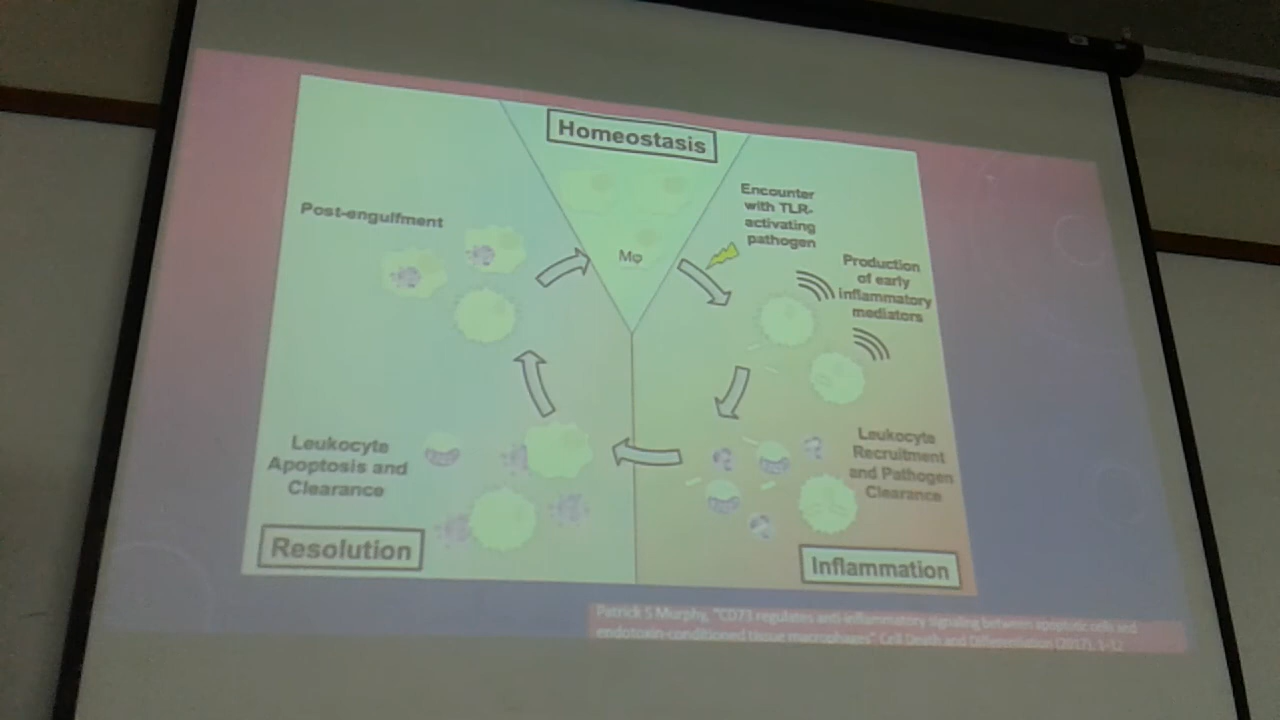 Homeostasis
Mφ
Encounter
with TLR-
activating
pathogen
Production
of early
inflammatory
mediators
Leukocyte
Recruitment
and Pathogen
Clearance
Inflammation
Leukocyte
Apoptosis and
Clearance
Resolution
Post-engulfment
Patrick S Murphy, "CD73 regulates anti-inflammatory signaling between apoptotic cells and
endotoxin-conditioned tissue macrophages" Cell Death and Differentiation (2017), 1-12